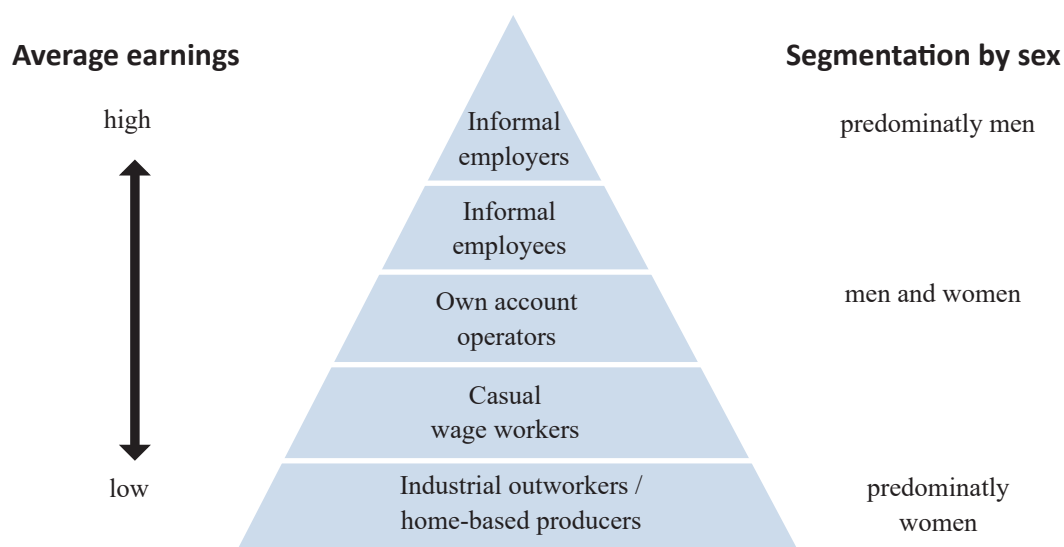 Average earnings
Segmentation by sex
high
Informal
employers
predominatly men
Informal
employees
Own account
operators
men and women
Casual
wage workers
low
Industrial outworkers /
home-based producers
predominatly
women